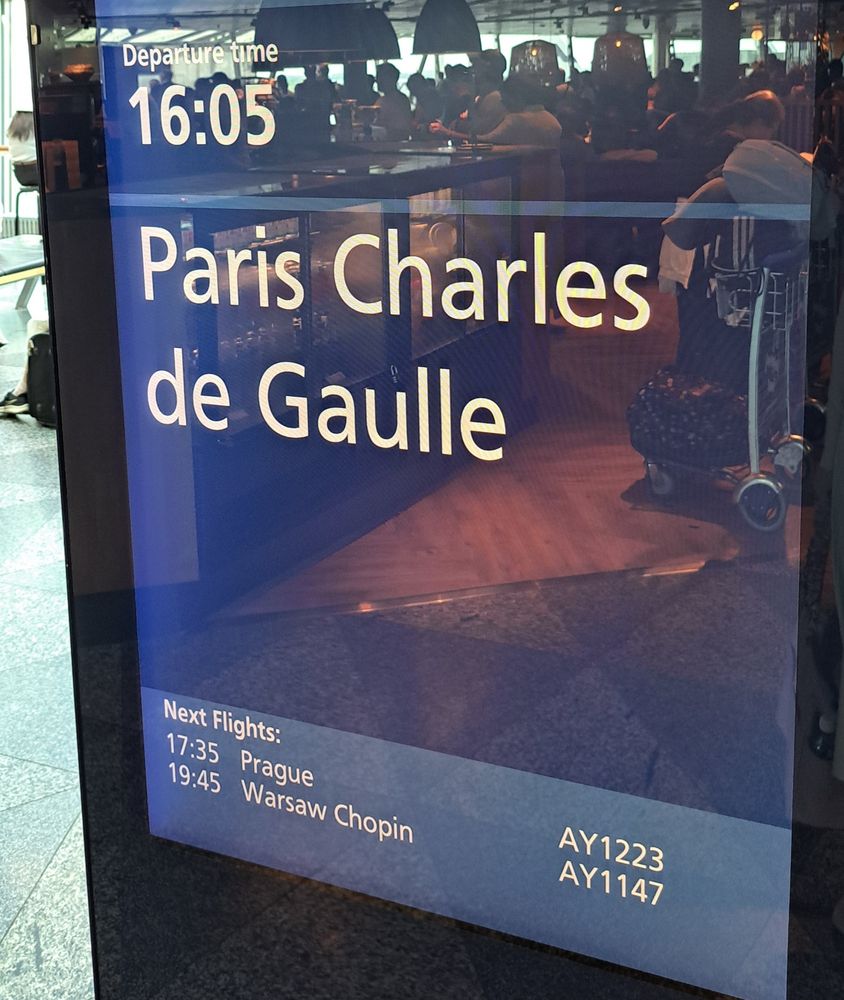 Departure time
16:05
Paris Charles
de Gaulle
Next Flights:
17:35 Prague AY1223
19:45 Warsaw Chopin AY1147